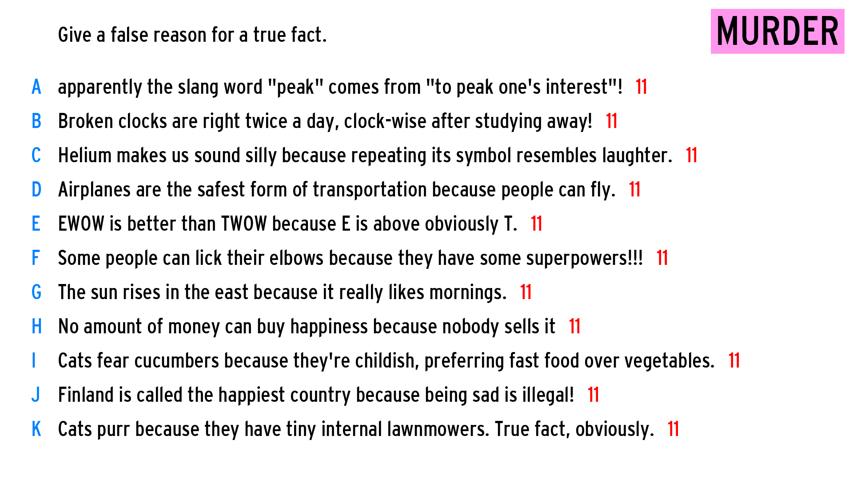 Give a false reason for a true fact.
MURDER
A apparently the slang word "peak" comes from "to peak one's interest"! 11
B Broken clocks are right twice a day, clock-wise after studying away! 11
C Helium makes us sound silly because repeating its symbol resembles laughter. 11
D Airplanes are the safest form of transportation because people can fly. 11
E EWOW is better than TWOW because E is above obviously T. 11
F Some people can lick their elbows because they have some superpowers!!! 11
G The sun rises in the east because it really likes mornings. 11
H No amount of money can buy happiness because nobody sells it 11
I Cats fear cucumbers because they're childish, preferring fast food over vegetables. 11
J Finland is called the happiest country because being sad is illegal! 11
K Cats purr because they have tiny internal lawnmowers. True fact, obviously. 11